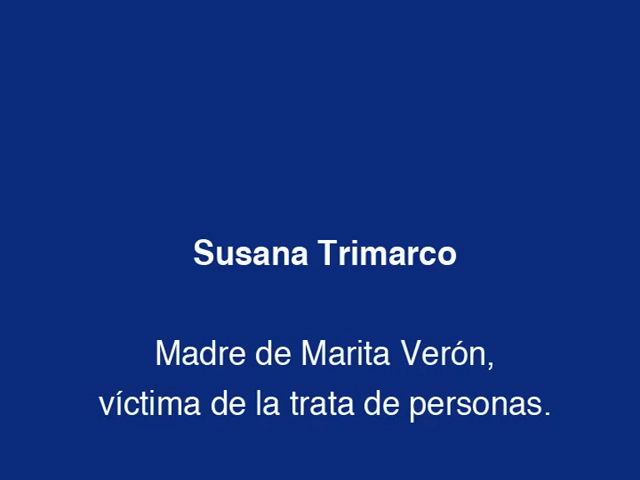 Susana Trimarco
Madre de Marita Verón,
víctima de la trata de personas.